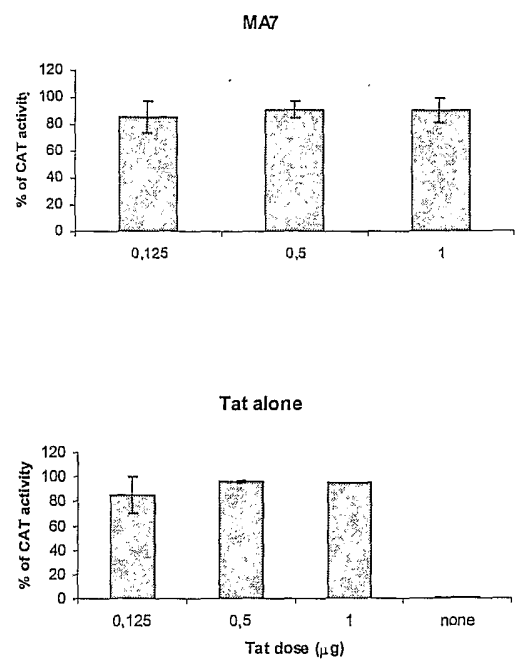 MA7
% of CAT activity
120
100
80
60
40
20
0
0,125 0,5 1
Tat alone
% of CAT activity
120
100
80
60
40
20
0
0,125 0,5 1 none
Tat dose (μg)